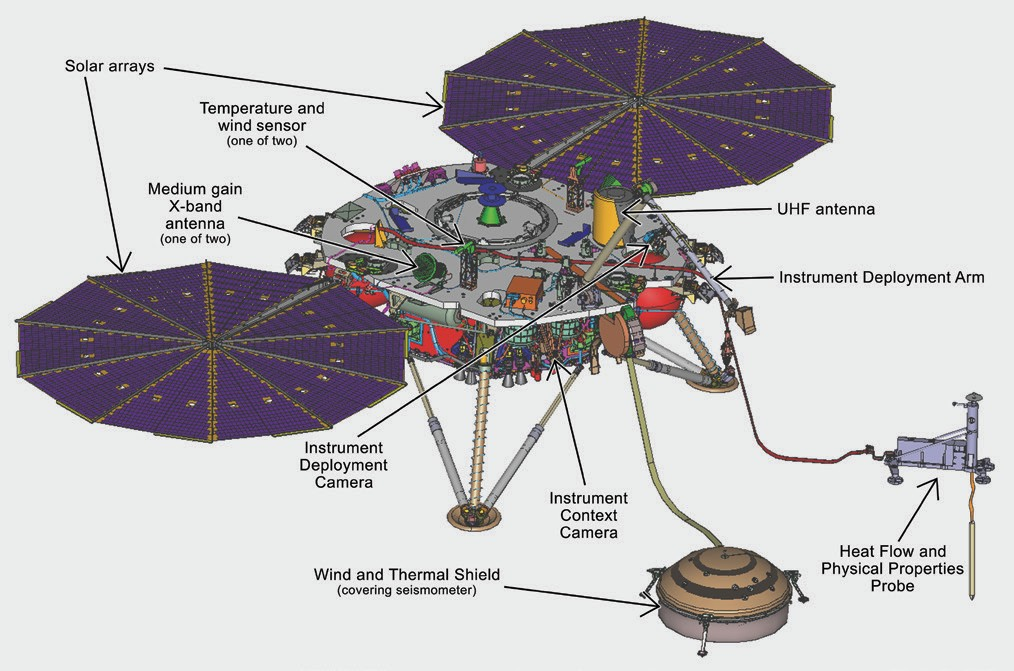 Solar arrays
Temperature and
wind sensor
(one of two)
Medium gain
X-band
antenna
(one of two)
UHF antenna
Instrument Deployment Arm
Instrument
Deployment
Camera
Instrument
Context
Camera
Heat Flow and
Physical Properties
Probe
Wind and Thermal Shield
(covering seismometer)